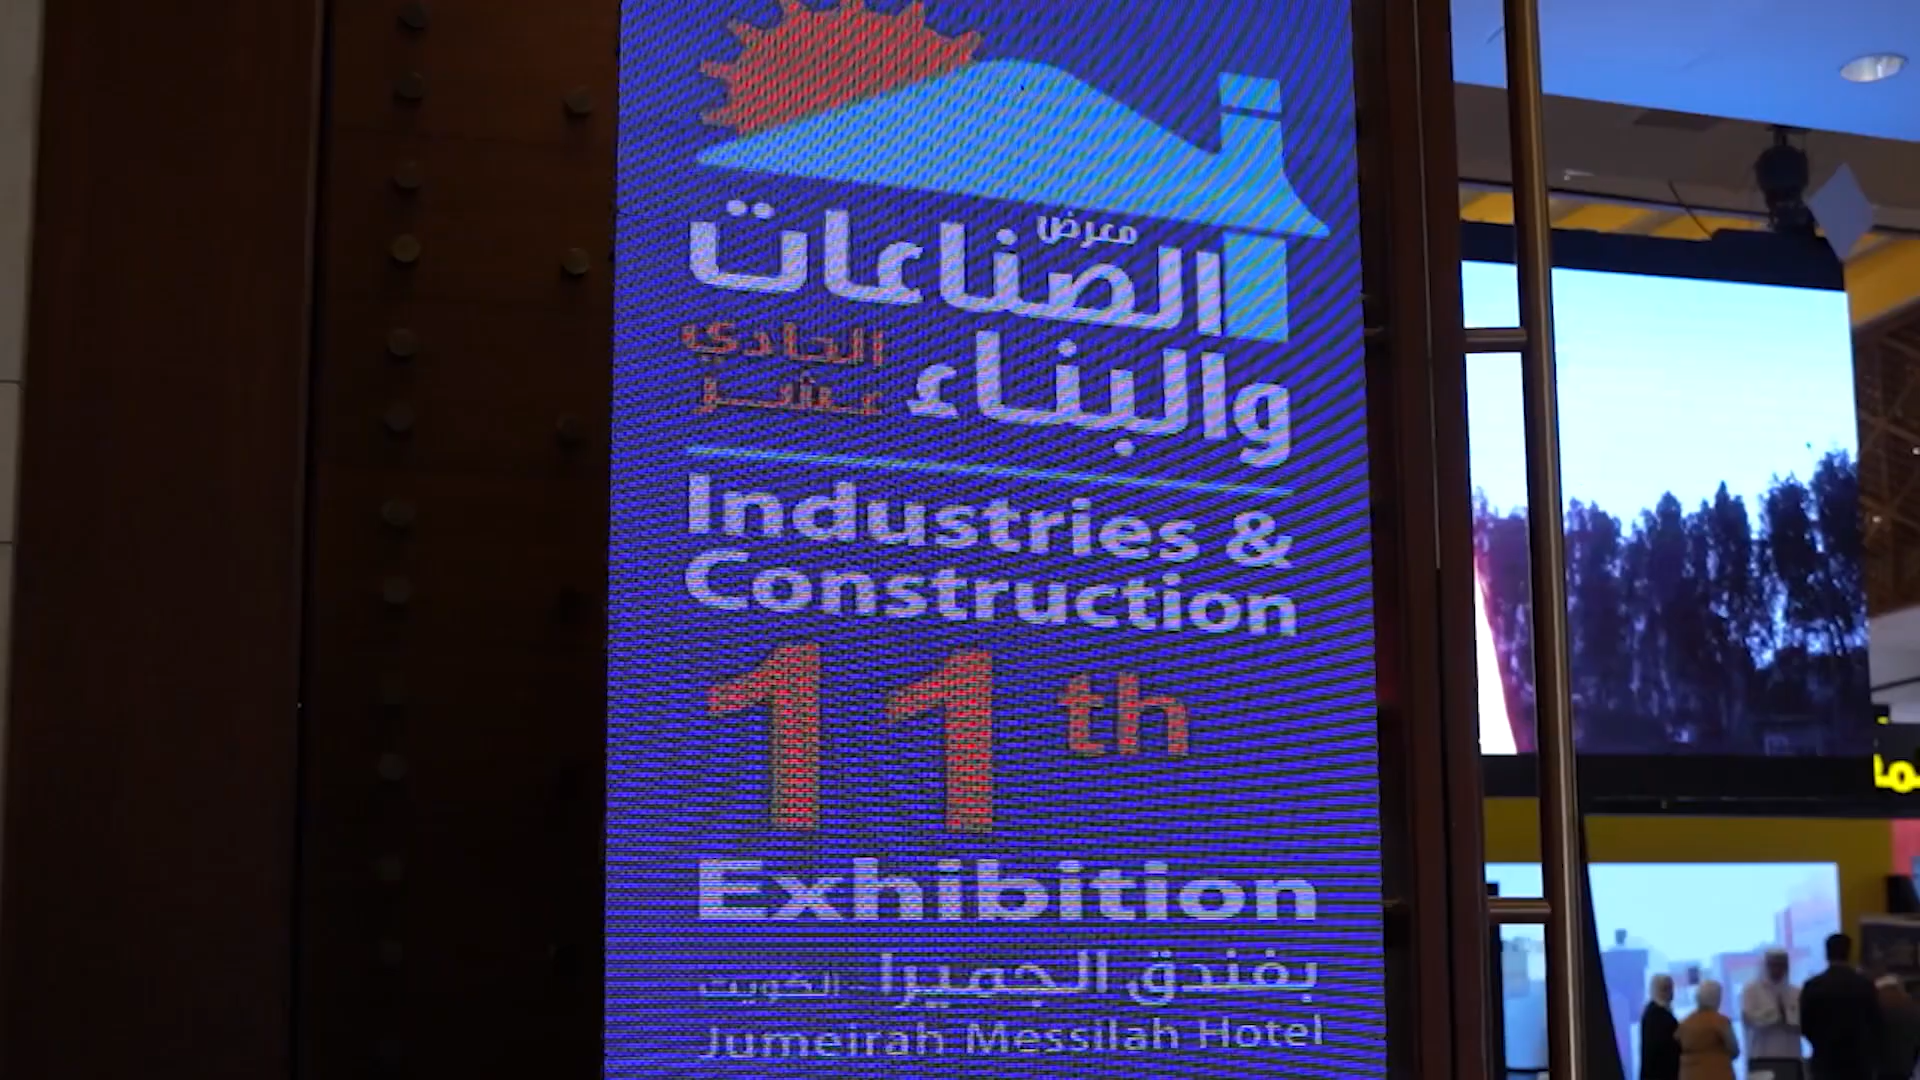 معرض
الصناعات
والبناء
الحادي
عشر
Industries &
Construction
11 th
Exhibition
بفندق الجميرا - الكويت
Jumeirah Messilah Hotel